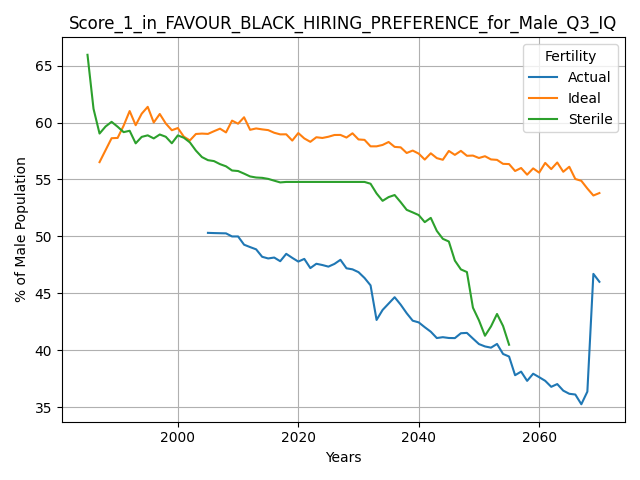 Score_1_in_FAVOUR_BLACK_HIRING_PREFERENCE_for_Male_Q3_IQ
Fertility
Actual
Ideal
Sterile
% of Male Population
65
60
55
50
45
40
35
2000
2020
2040
2060
Years